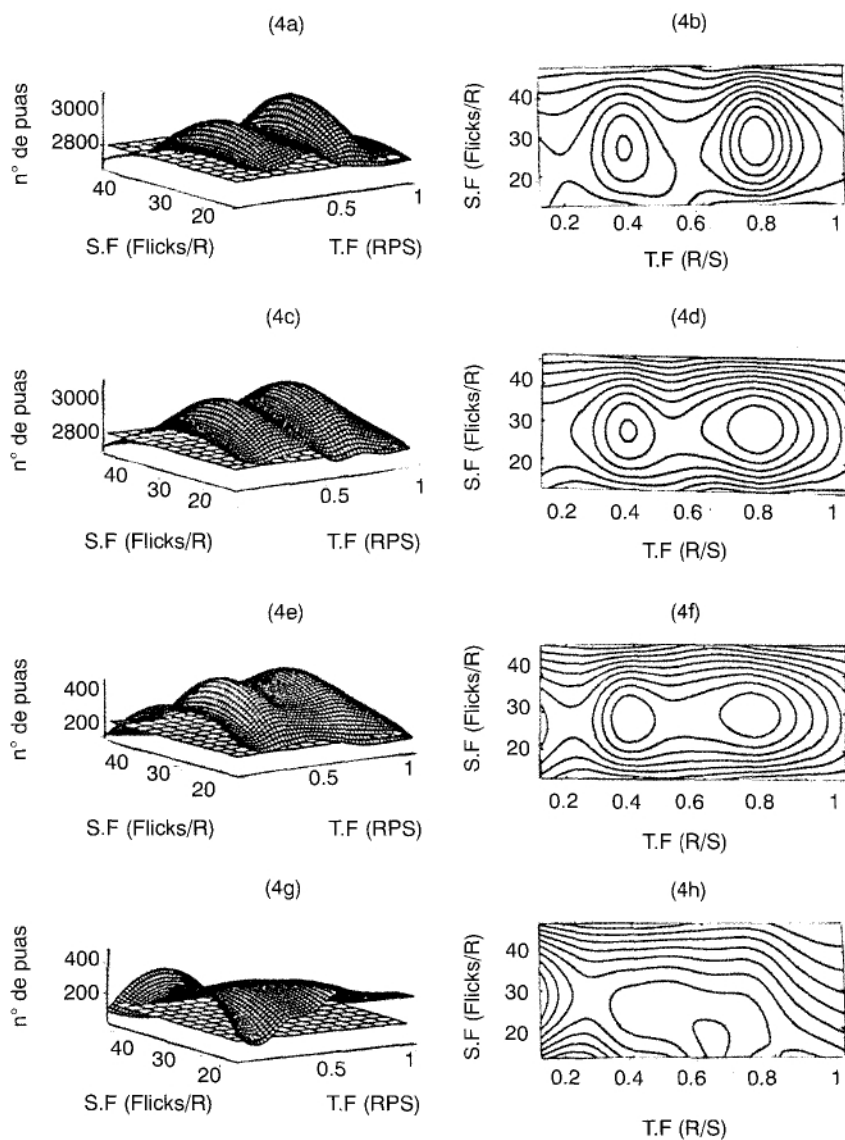 (4a)
(4b)
n° de puas
3000
2800
40
30
20
0.5
1
S.F (Flicks/R)
T.F (RPS)
S.F (Flicks/R)
40
30
20
0.2
0.4
0.6
0.8
1
T.F (R/S)
(4c)
(4d)
n° de puas
3000
2800
40
30
20
0.5
1
S.F (Flicks/R)
T.F (RPS)
S.F (Flicks/R)
40
30
20
0.2
0.4
0.6
0.8
1
T.F (R/S)
(4e)
(4f)
n° de puas
400
200
40
30
20
0.5
1
S.F (Flicks/R)
T.F (RPS)
S.F (Flicks/R)
40
30
20
0.2
0.4
0.6
0.8
1
T.F (R/S)
(4g)
(4h)
n° de puas
400
200
40
30
20
0.5
1
S.F (Flicks/R)
T.F (RPS)
S.F (Flicks/R)
40
30
20
0.2
0.4
0.6
0.8
1
T.F (R/S)